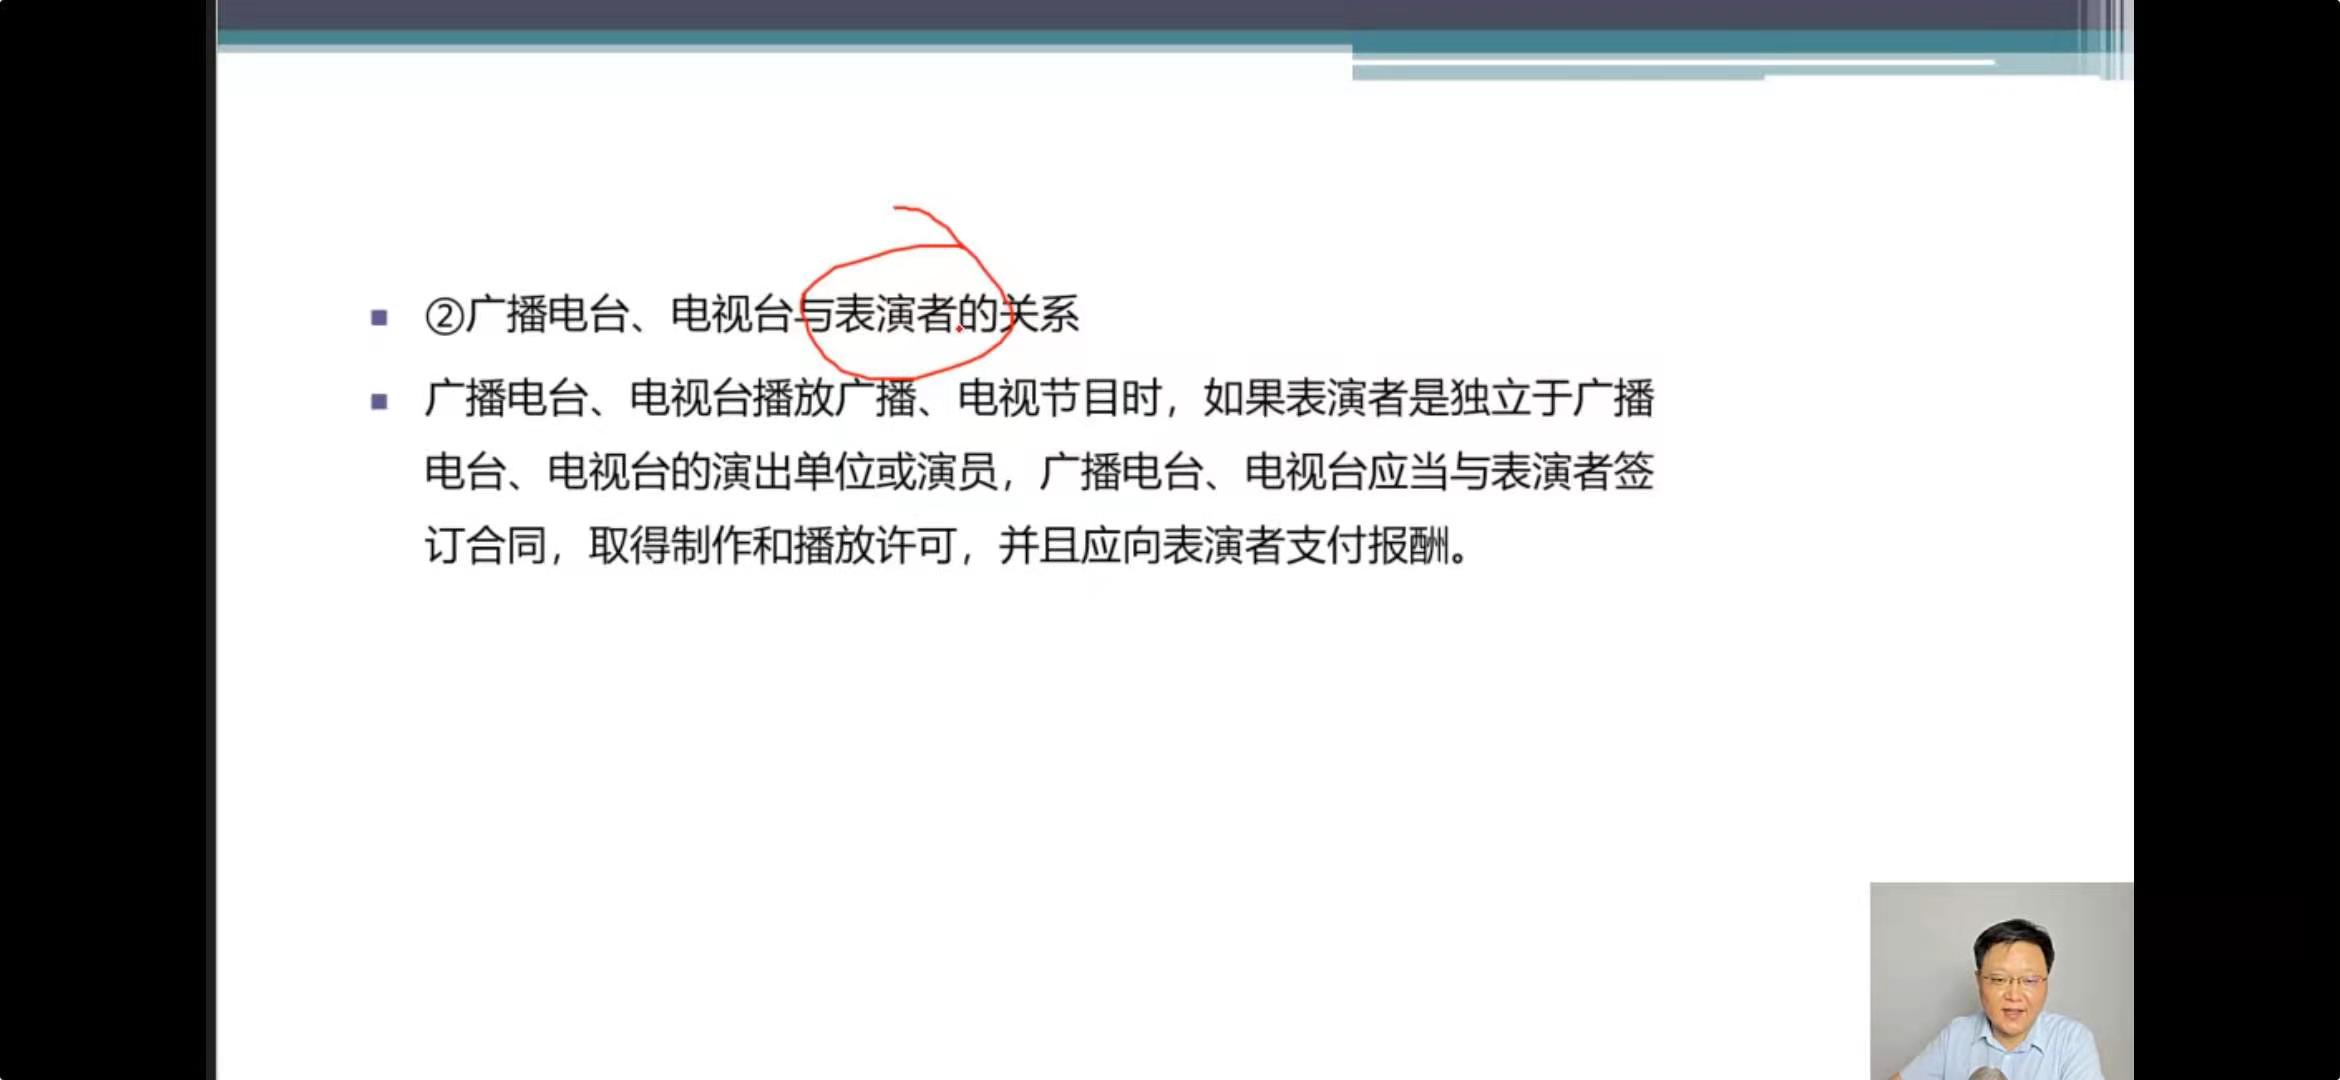 ②广播电台、电视台与表演者的关系
广播电台、电视台播放广播、电视节目时，如果表演者是独立于广播
电台、电视台的演出单位或演员，广播电台、电视台应当与表演者签
订合同，取得制作和播放许可，并且应向表演者支付报酬。